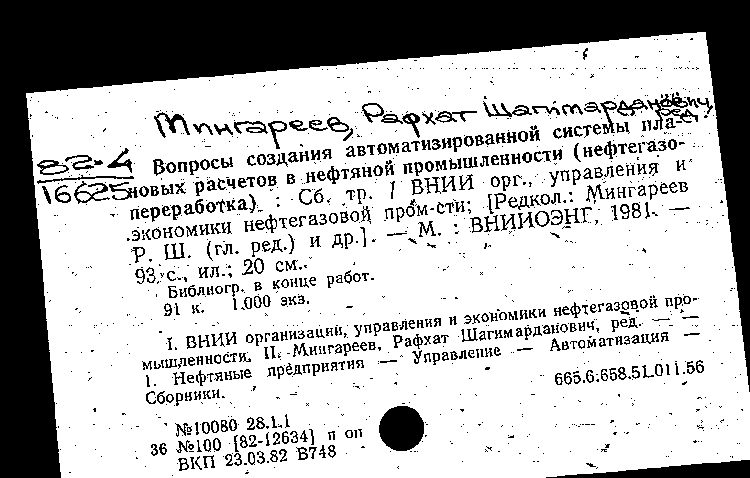 Мингареев, Рафхат Шагимарданович,
ред.
82-4
16625
Вопросы создания автоматизированной системы пла-
новых расчетов в нефтяной промышленности (нефтегазо-
переработка) : Сб. тр. / ВНИИ орг., управления и
экономики нефтегазовой пром-сти; [Редкол.: Мингареев
Р. Ш. (гл. ред.) и др.]. — М. : ВНИИОЭНГ, 1981. —
93 с., ил.; 20 см.
Библиогр. в конце работ.
91 к. 1.000 экз.
I. ВНИИ организации, управления и экономики нефтегазовой про-
мышленности. II. Мингареев, Рафхат Шагимарданович, ред. — —
1. Нефтяные предприятия — Управление — Автоматизация —
Сборники.
665.6:658.51.011.56
№10080 28.1.1
36 №100 [82-12634] п оп
ВКП 23.03.82 В748